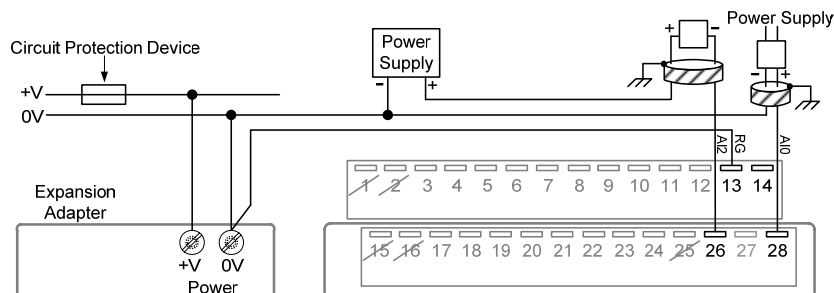 Power Supply
Circuit Protection Device
Power
Supply
+ -
- +
- +
+V
0V
AI2
RG
AI0
1 2 3 4 5 6 7 8 9 10 11 12 13 14
Expansion
Adapter
15 16 17 18 19 20 21 22 23 24 25 26 27 28
+V 0V
Power